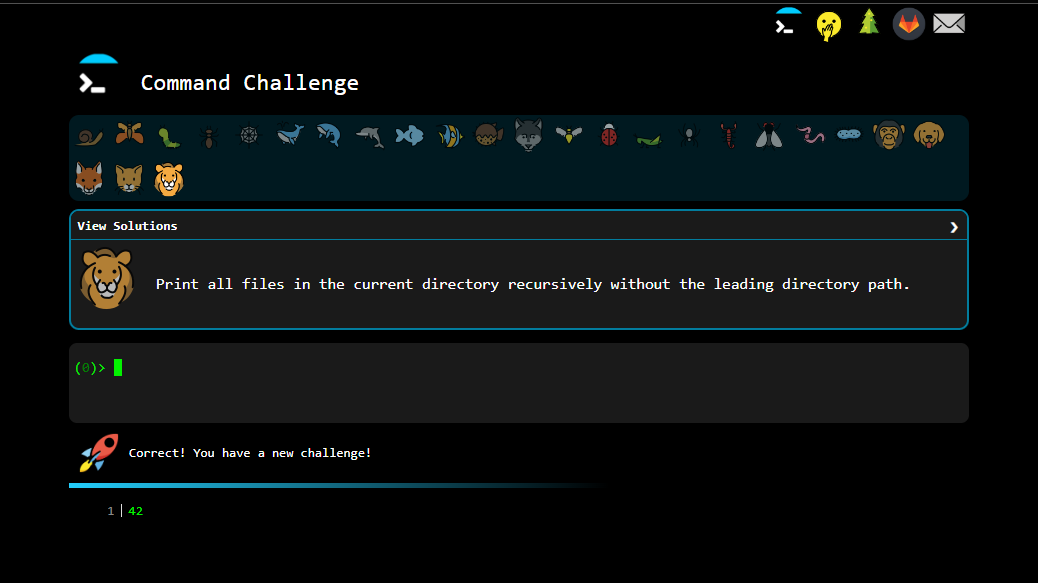 Command Challenge
View Solutions
Print all files in the current directory recursively without the leading directory path.
(0)>
Correct! You have a new challenge!
1 | 42